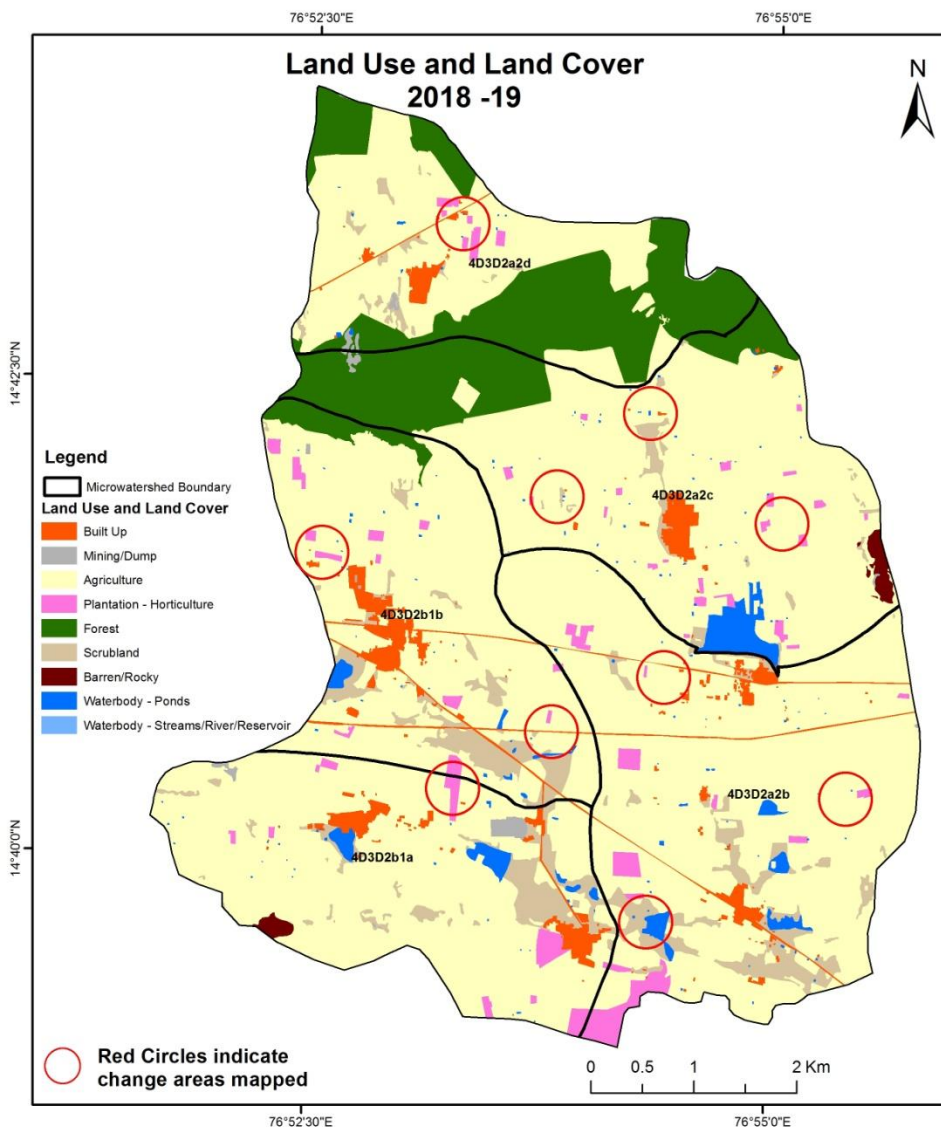 76°52'30"E
76°55'0"E
Land Use and Land Cover
2018 -19
N
4D3D2a2d
14°42'30"N
Legend
Microwatershed Boundary
Land Use and Land Cover
Built Up
Mining/Dump
Agriculture
Plantation - Horticulture
Forest
Scrubland
Barren/Rocky
Waterbody - Ponds
Waterbody - Streams/River/Reservoir
4D3D2a2c
4D3D2b1b
4D3D2a2b
14°40'0"N
4D3D2b1a
Red Circles indicate
change areas mapped
0 0.5 1 2 Km
76°52'30"E
76°55'0"E